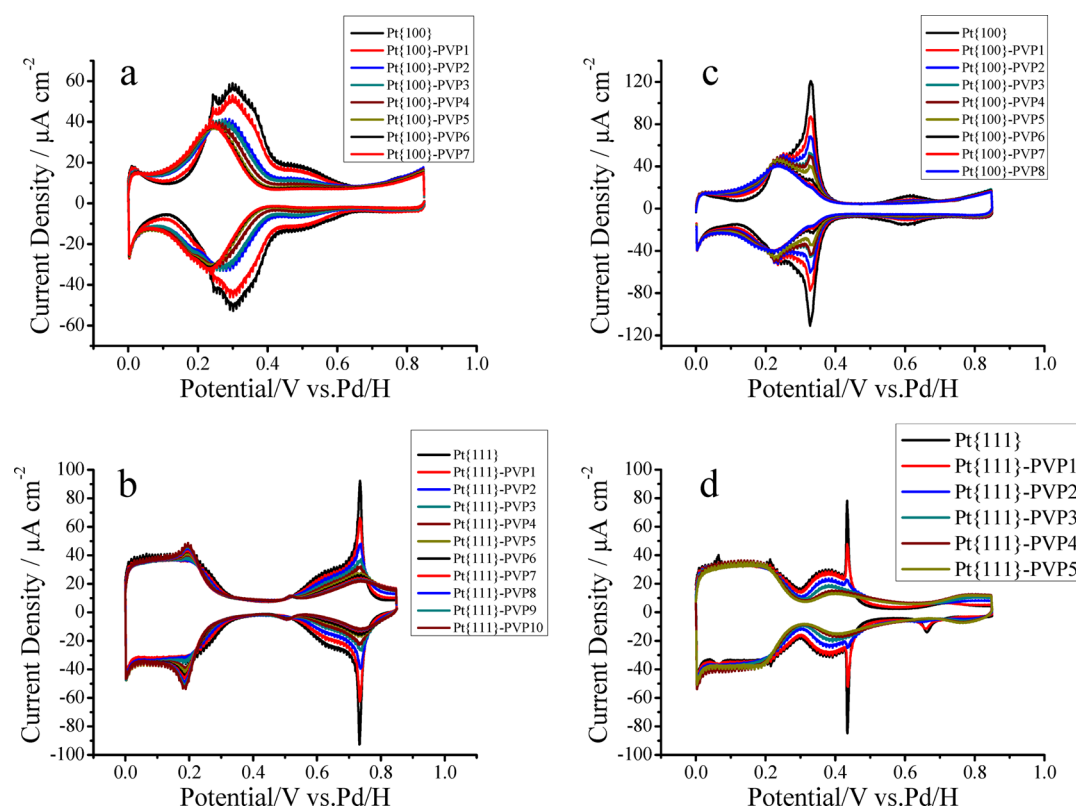 a
Pt{100}
Pt{100}-PVP1
Pt{100}-PVP2
Pt{100}-PVP3
Pt{100}-PVP4
Pt{100}-PVP5
Pt{100}-PVP6
Pt{100}-PVP7
Current Density / µA cm⁻²
60
40
20
0
-20
-40
-60
0.0 0.2 0.4 0.6 0.8 1.0
Potential/V vs.Pd/H
c
Pt{100}
Pt{100}-PVP1
Pt{100}-PVP2
Pt{100}-PVP3
Pt{100}-PVP4
Pt{100}-PVP5
Pt{100}-PVP6
Pt{100}-PVP7
Pt{100}-PVP8
Current Density / µA cm⁻²
120
80
40
0
-40
-80
-120
0.0 0.2 0.4 0.6 0.8 1.0
Potential/V vs.Pd/H
b
Pt{111}
Pt{111}-PVP1
Pt{111}-PVP2
Pt{111}-PVP3
Pt{111}-PVP4
Pt{111}-PVP5
Pt{111}-PVP6
Pt{111}-PVP7
Pt{111}-PVP8
Pt{111}-PVP9
Pt{111}-PVP10
Current Density / µA cm⁻²
100
80
60
40
20
0
-20
-40
-60
-80
-100
0.0 0.2 0.4 0.6 0.8 1.0
Potential/V vs.Pd/H
d
Pt{111}
Pt{111}-PVP1
Pt{111}-PVP2
Pt{111}-PVP3
Pt{111}-PVP4
Pt{111}-PVP5
Current Density / µA cm⁻²
100
80
60
40
20
0
-20
-40
-60
-80
-100
0.0 0.2 0.4 0.6 0.8 1.0
Potential/V vs.Pd/H